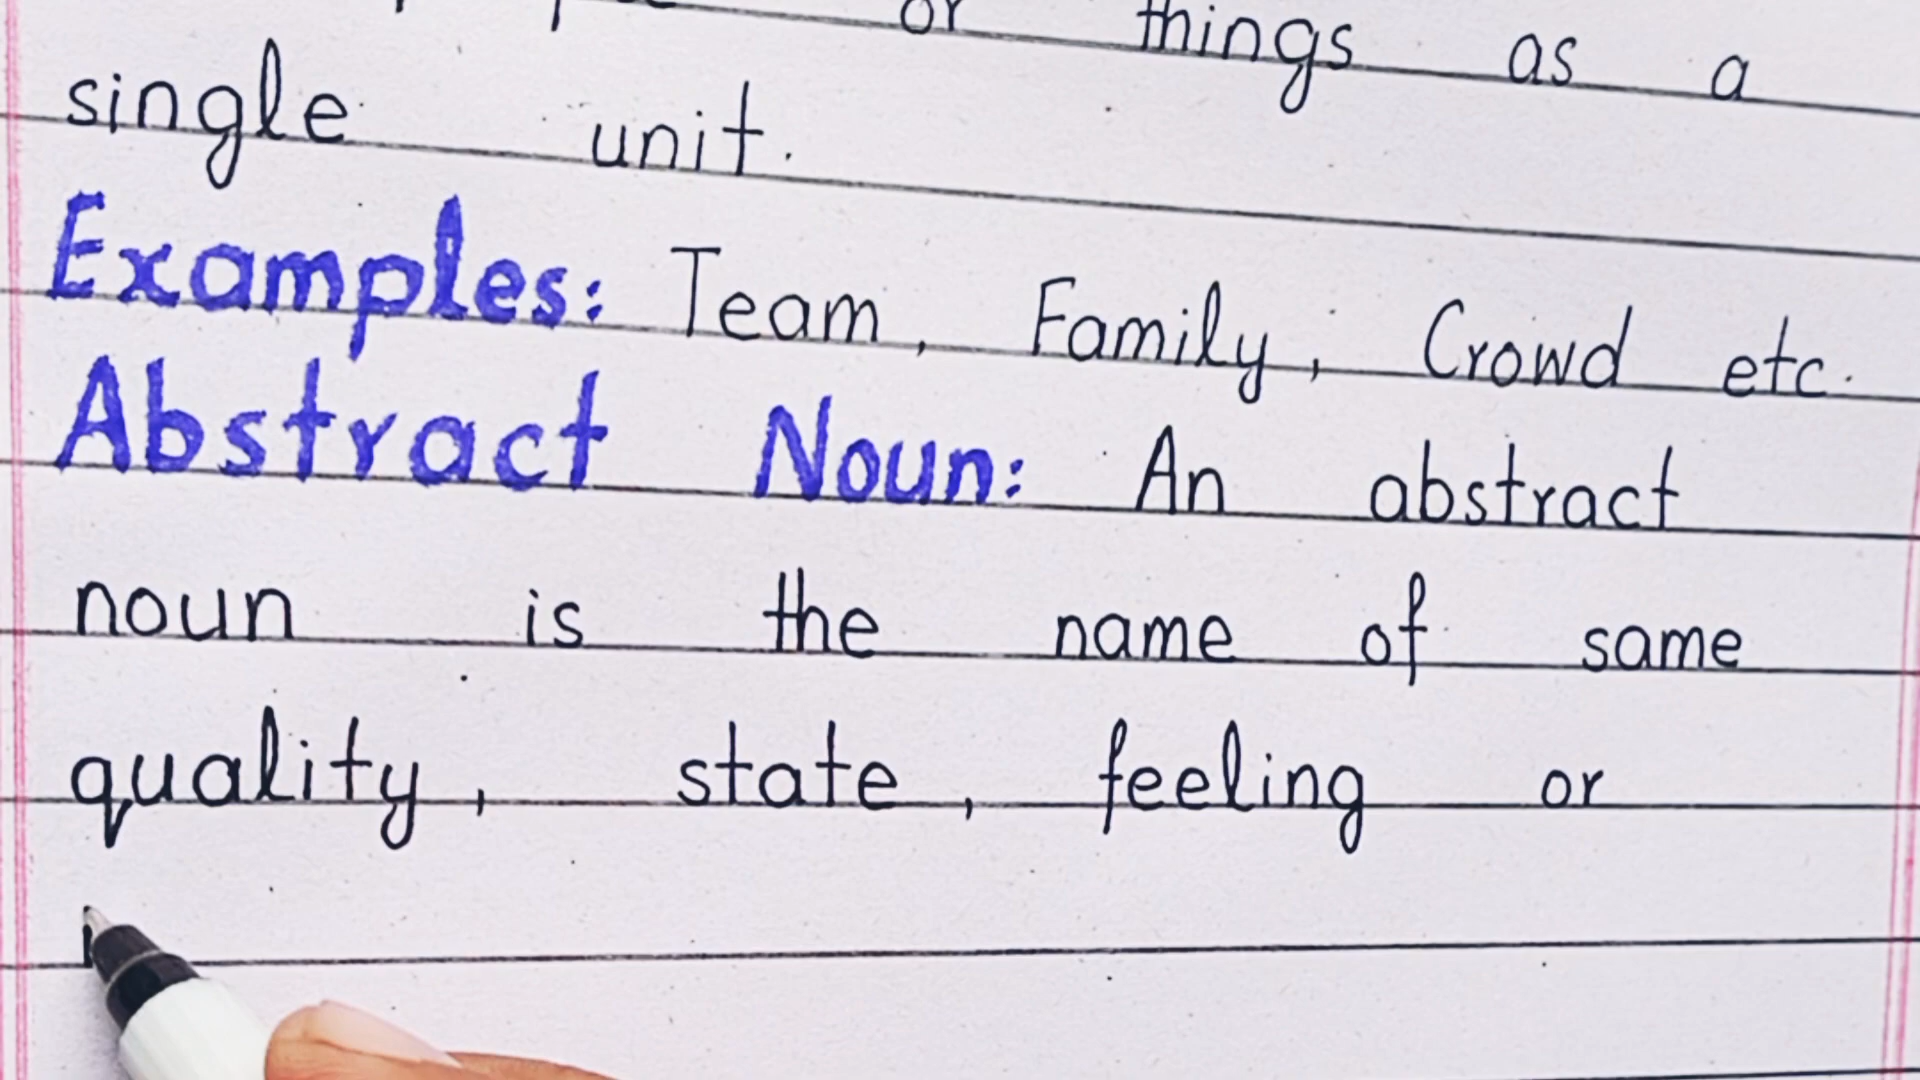 or things as a
single unit.
Examples: Team, Family, Crowd etc.
Abstract Noun: An abstract
noun is the name of same
quality, state, feeling or